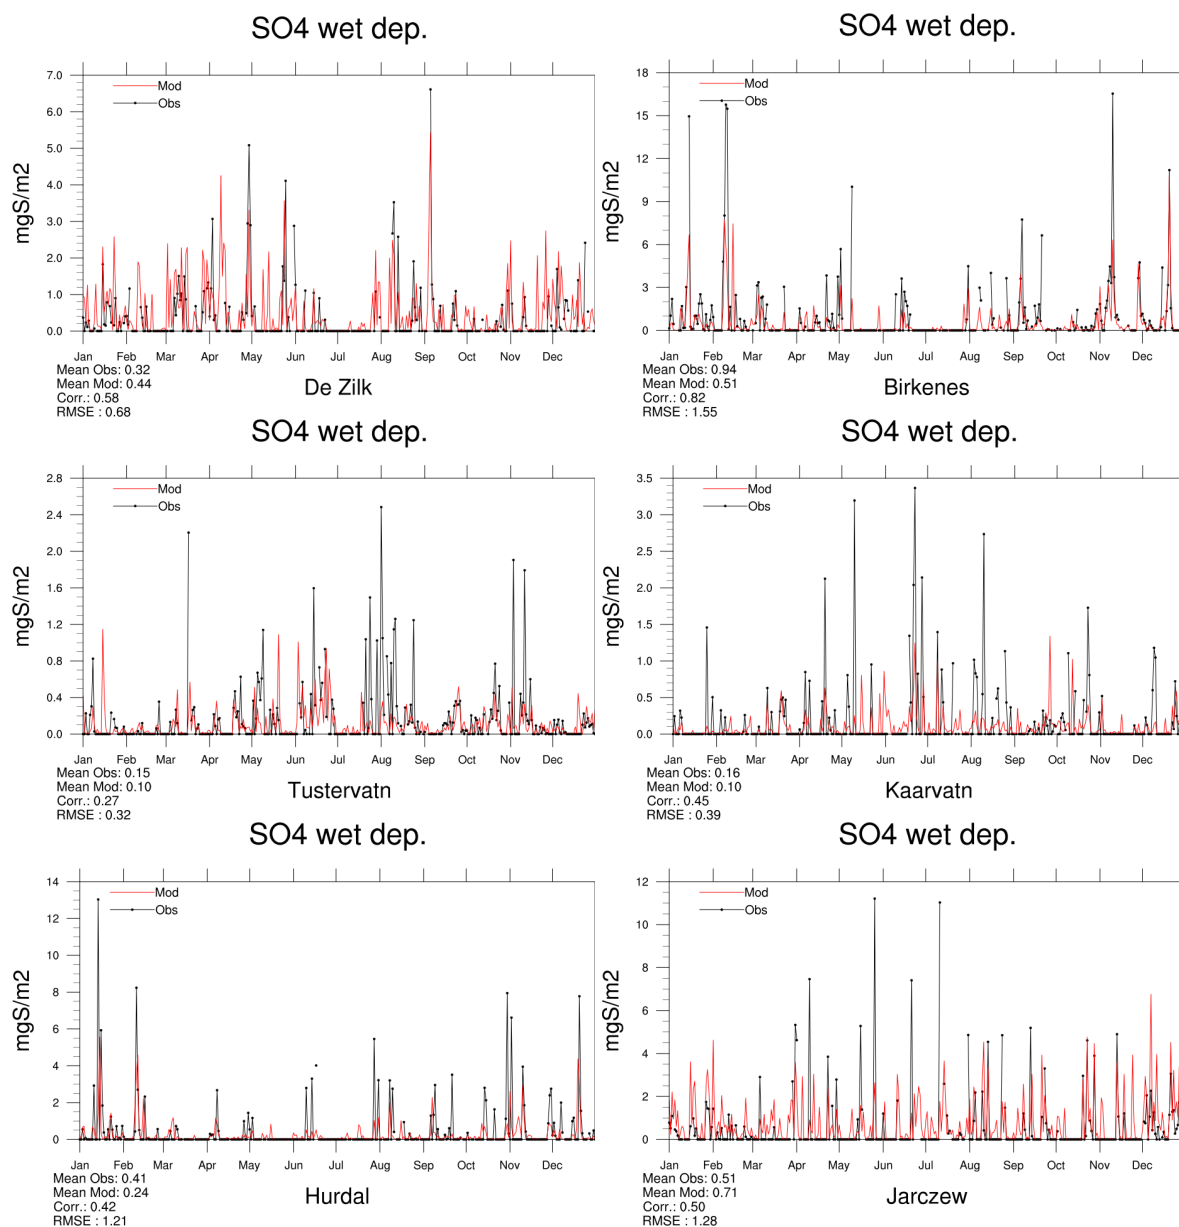 SO4 wet dep.
7.0
6.0
5.0
4.0
3.0
2.0
1.0
0.0
mgS/m2
Mod
Obs
Jan Feb Mar Apr May Jun Jul Aug Sep Oct Nov Dec
Mean Obs: 0.32
Mean Mod: 0.44
Corr.: 0.58
RMSE : 0.68
De Zilk
SO4 wet dep.
18
15
12
9
6
3
0
mgS/m2
Mod
Obs
Jan Feb Mar Apr May Jun Jul Aug Sep Oct Nov Dec
Mean Obs: 0.94
Mean Mod: 0.51
Corr.: 0.82
RMSE : 1.55
Birkenes
SO4 wet dep.
2.8
2.4
2.0
1.6
1.2
0.8
0.4
0.0
mgS/m2
Mod
Obs
Jan Feb Mar Apr May Jun Jul Aug Sep Oct Nov Dec
Mean Obs: 0.15
Mean Mod: 0.10
Corr.: 0.27
RMSE : 0.32
Tustervatn
SO4 wet dep.
3.5
3.0
2.5
2.0
1.5
1.0
0.5
0.0
mgS/m2
Mod
Obs
Jan Feb Mar Apr May Jun Jul Aug Sep Oct Nov Dec
Mean Obs: 0.16
Mean Mod: 0.10
Corr.: 0.45
RMSE : 0.39
Kaarvatn
SO4 wet dep.
14
12
10
8
6
4
2
0
mgS/m2
Mod
Obs
Jan Feb Mar Apr May Jun Jul Aug Sep Oct Nov Dec
Mean Obs: 0.41
Mean Mod: 0.24
Corr.: 0.42
RMSE : 1.21
Hurdal
SO4 wet dep.
12
10
8
6
4
2
0
mgS/m2
Mod
Obs
Jan Feb Mar Apr May Jun Jul Aug Sep Oct Nov Dec
Mean Obs: 0.51
Mean Mod: 0.71
Corr.: 0.50
RMSE : 1.28
Jarczew